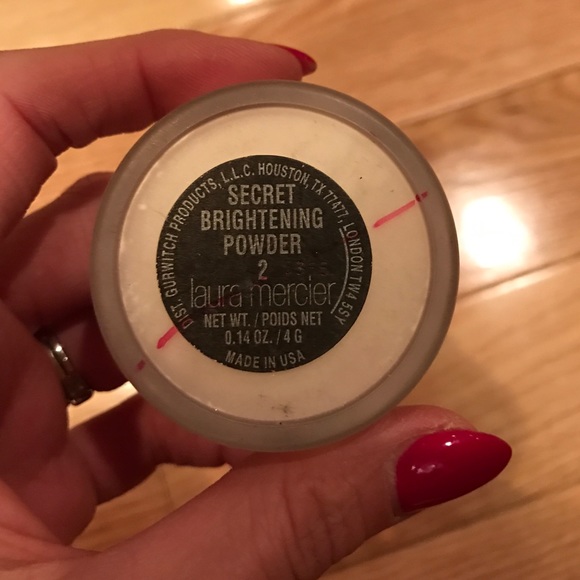 DIST. GURWITCH PRODUCTS, L.L.C. HOUSTON, TX 77477, LONDON TW4 5SY
SECRET
BRIGHTENING
POWDER
2
laura mercier
NET WT. / POIDS NET
0.14 OZ. / 4 G
MADE IN USA